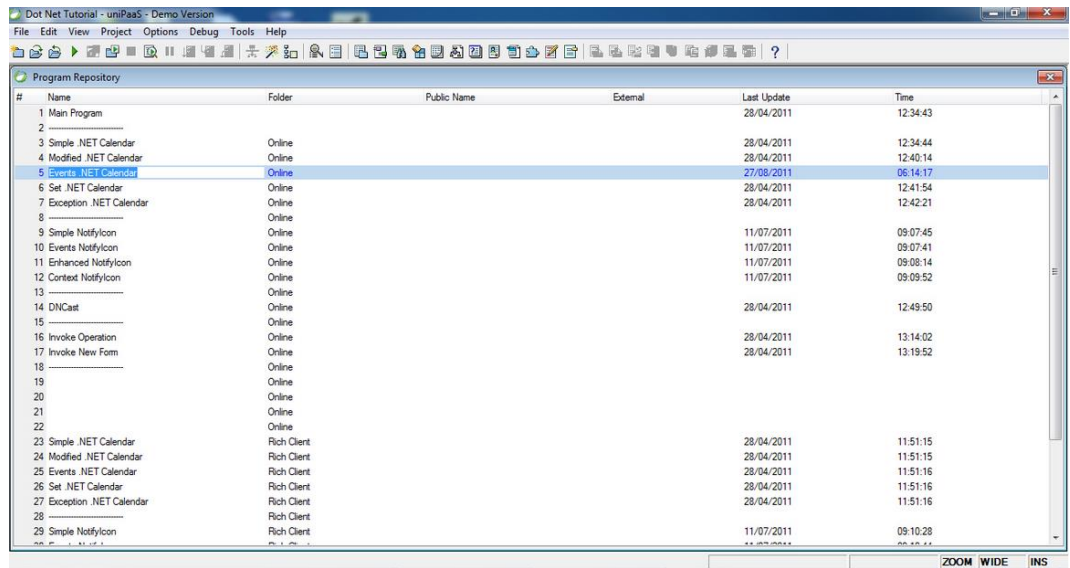 Dot Net Tutorial - uniPaaS - Demo Version
File Edit View Project Options Debug Tools Help
Program Repository
# Name Folder Public Name External Last Update Time
1 Main Program 28/04/2011 12:34:43
2 ----------------------------
3 Simple .NET Calendar Online 28/04/2011 12:34:44
4 Modified .NET Calendar Online 28/04/2011 12:40:14
5 Events .NET Calendar Online 27/08/2011 06:14:17
6 Set .NET Calendar Online 28/04/2011 12:41:54
7 Exception .NET Calendar Online 28/04/2011 12:42:21
8 ---------------------------- Online
9 Simple NotifyIcon Online 11/07/2011 09:07:45
10 Events NotifyIcon Online 11/07/2011 09:07:41
11 Enhanced NotifyIcon Online 11/07/2011 09:08:14
12 Context NotifyIcon Online 11/07/2011 09:09:52
13 ---------------------------- Online
14 DNCast Online 28/04/2011 12:49:50
15 ---------------------------- Online
16 Invoke Operation Online 28/04/2011 13:14:02
17 Invoke New Form Online 28/04/2011 13:19:52
18 ---------------------------- Online
19 Online
20 Online
21 Online
22 Online
23 Simple .NET Calendar Rich Client 28/04/2011 11:51:15
24 Modified .NET Calendar Rich Client 28/04/2011 11:51:15
25 Events .NET Calendar Rich Client 28/04/2011 11:51:16
26 Set .NET Calendar Rich Client 28/04/2011 11:51:16
27 Exception .NET Calendar Rich Client 28/04/2011 11:51:16
28 ---------------------------- Rich Client
29 Simple NotifyIcon Rich Client 11/07/2011 09:10:28
ZOOM WIDE INS